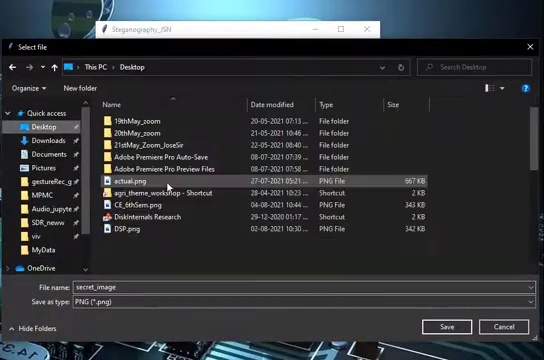 Steganography_JSN
Select file
This PC > Desktop
Search Desktop
Organize
New folder
Name
Date modified
Type
Size
Quick access
Desktop
Downloads
Documents
Pictures
gestureRec_g
MPMC
Audio_jupyte
SDR_neww
viv
MyData
OneDrive
19thMay_zoom 20-05-2021 07:13 ... File folder
20thMay_zoom 21-05-2021 10:46 ... File folder
21stMay_Zoom_JoseSir 22-05-2021 08:38 ... File folder
Adobe Premiere Pro Auto-Save 08-07-2021 07:39 ... File folder
Adobe Premiere Pro Preview Files 08-07-2021 07:37 ... File folder
actual.png 27-07-2021 05:21 ... PNG File 667 KB
agri_theme_workshop - Shortcut 28-04-2021 10:23 ... Shortcut 2 KB
CE_6thSem.png 04-08-2021 10:44 ... PNG File 343 KB
DiskInternals Research 29-12-2020 01:17 ... Shortcut 2 KB
DSP.png 02-08-2021 10:30 ... PNG File 342 KB
File name: secret_image
Save as type: PNG (*.png)
Hide Folders
Save
Cancel